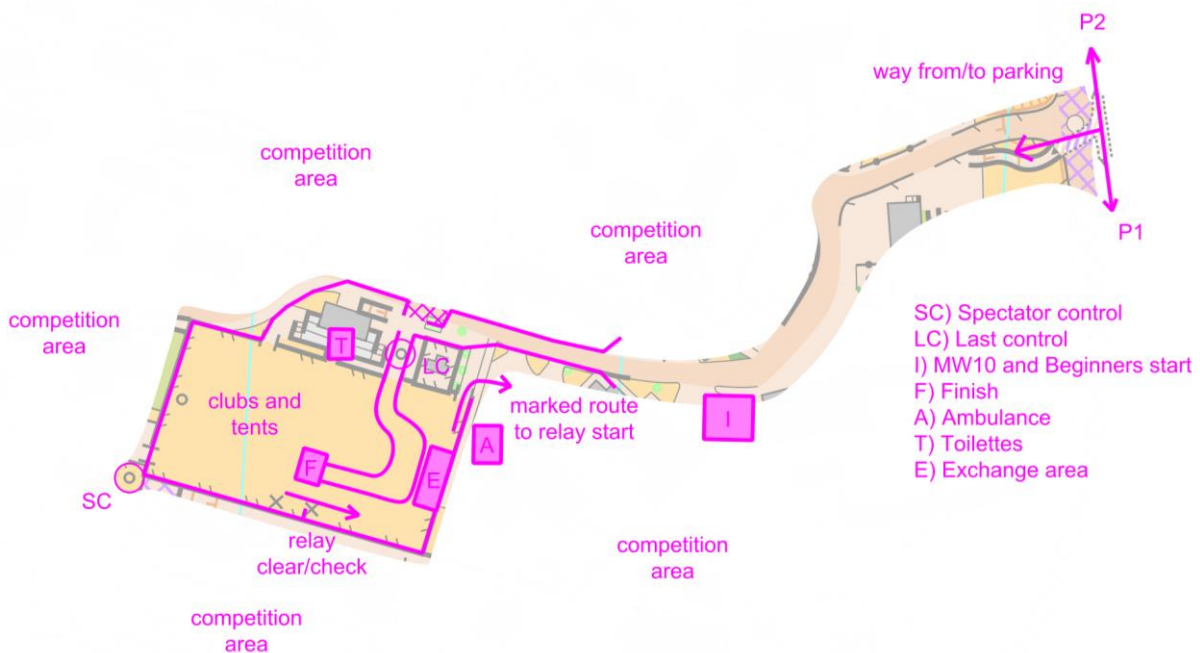 P2
way from/to parking
competition
area
competition
area
P1
competition
area
SC) Spectator control
LC) Last control
I) MW10 and Beginners start
F) Finish
A) Ambulance
T) Toilettes
E) Exchange area
T
LC
clubs and
tents
marked route
to relay start
I
A
F
E
SC
relay
clear/check
competition
area
competition
area